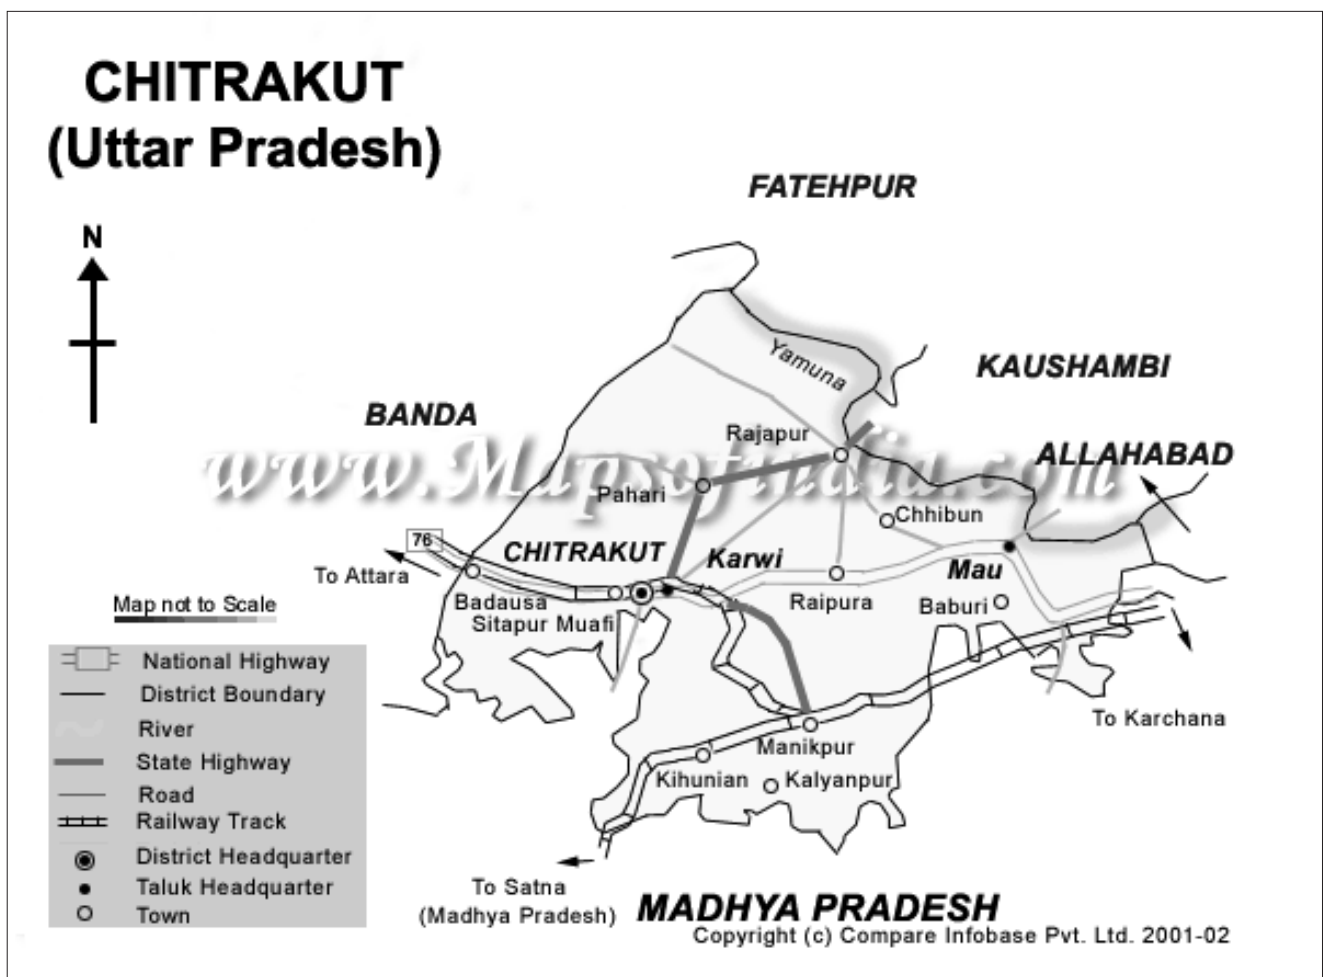 CHITRAKUT
(Uttar Pradesh)
FATEHPUR
N
Yamuna
KAUSHAMBI
BANDA
Rajapur
www.Mapsofindia.com
ALLAHABAD
Pahari
Chhibun
76
CHITRAKUT
Karwi
Mau
To Attara
Badausa
Raipura
Baburi
Map not to Scale
Sitapur Muafi
National Highway
District Boundary
To Karchana
River
Manikpur
State Highway
Kihunian
Kalyanpur
Road
Railway Track
District Headquarter
Taluk Headquarter
Town
To Satna
(Madhya Pradesh)
MADHYA PRADESH
Copyright (c) Compare Infobase Pvt. Ltd. 2001-02